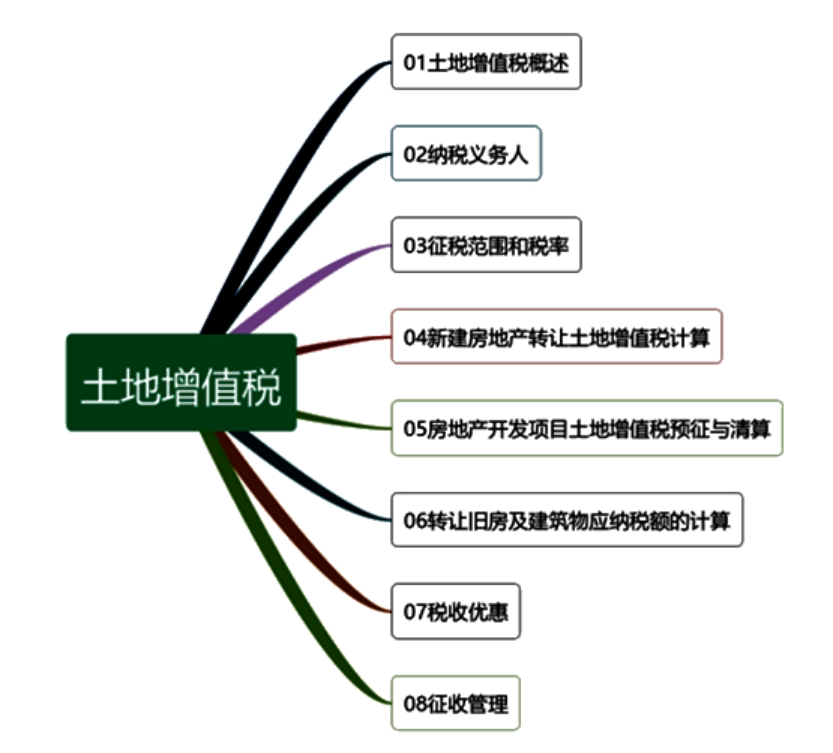 01土地增值税概述
02纳税义务人
03征税范围和税率
04新建房地产转让土地增值税计算
土地增值税
05房地产开发项目土地增值税预征与清算
06转让旧房及建筑物应纳税额的计算
07税收优惠
08征收管理